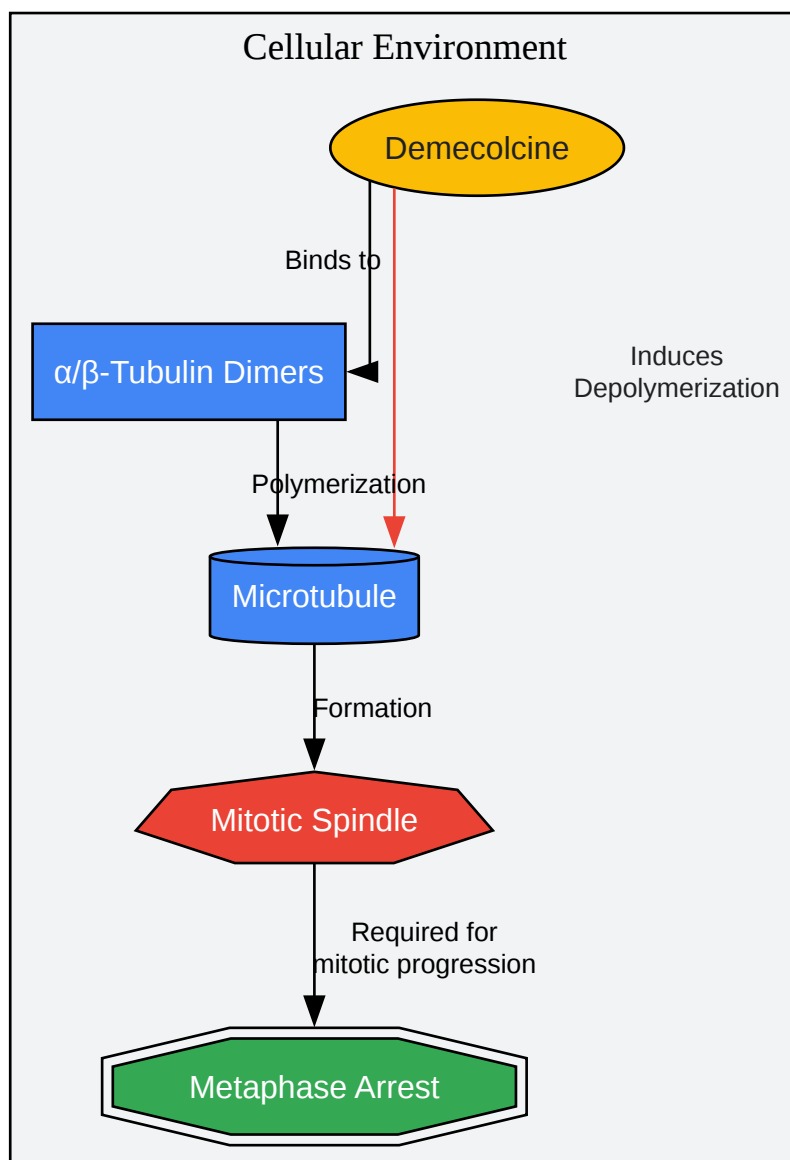 Cellular Environment
Demecolcine
Binds to
α/β-Tubulin Dimers
Induces
Depolymerization
Polymerization
Microtubule
Formation
Mitotic Spindle
Required for
mitotic progression
Metaphase Arrest